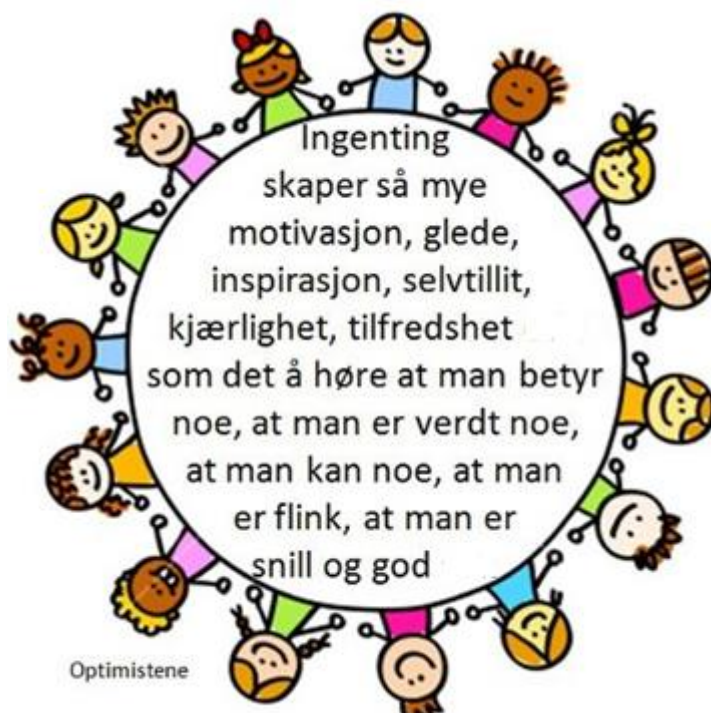 Ingenting
skaper så mye
motivasjon, glede,
inspirasjon, selvtillit,
kjærlighet, tilfredshet
som det å høre at man betyr
noe, at man er verdt noe,
at man kan noe, at man
er flink, at man er
snill og god
Optimistene